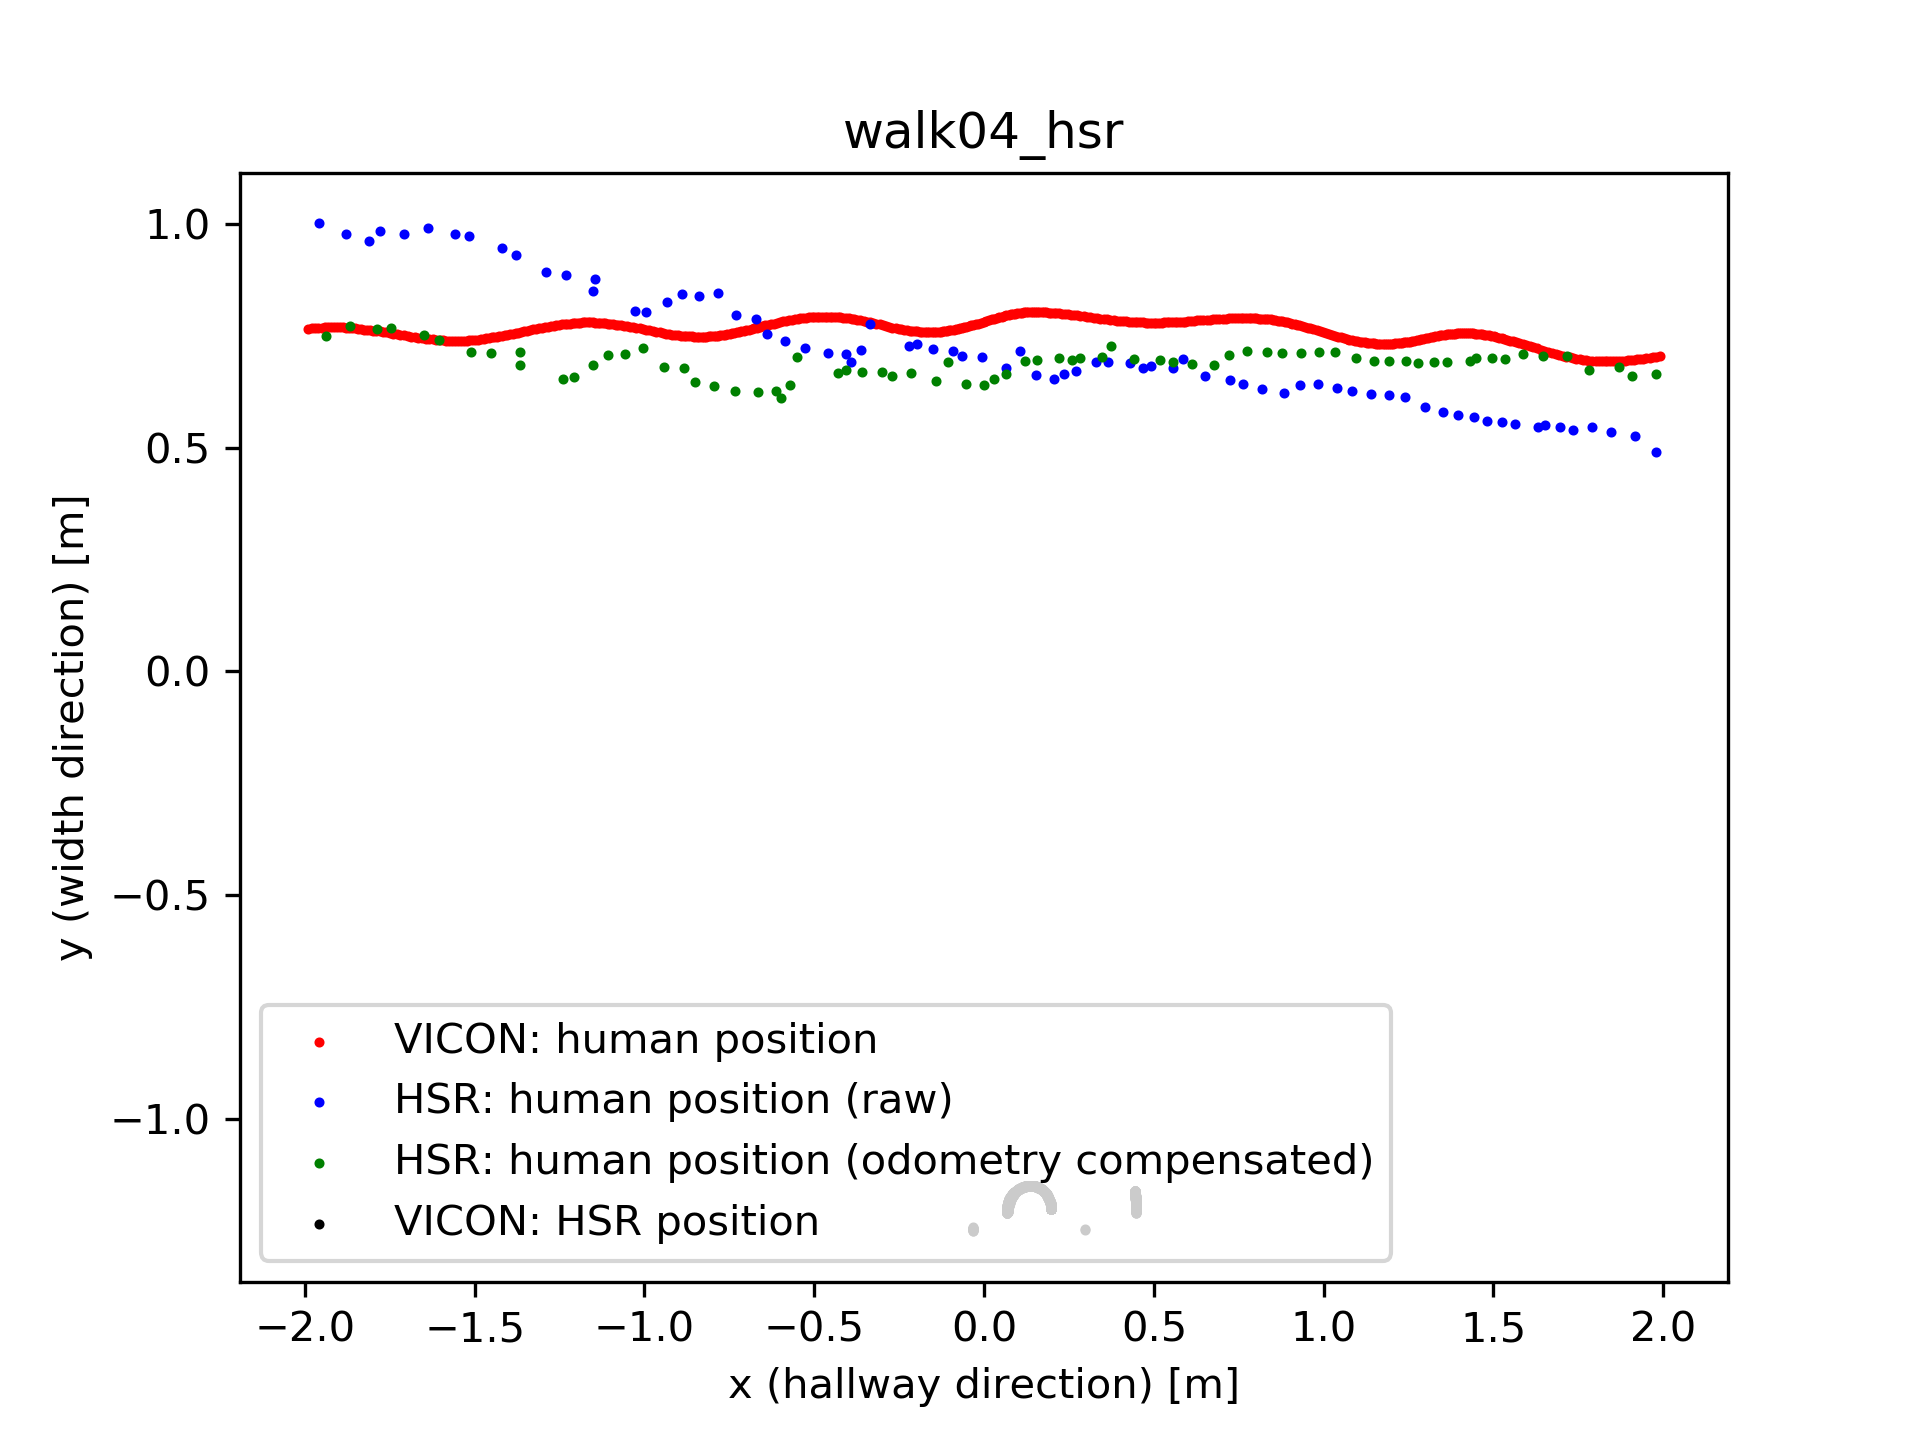 walk04_hsr
1.0
0.5
0.0
−0.5
−1.0
y (width direction) [m]
VICON: human position
HSR: human position (raw)
HSR: human position (odometry compensated)
VICON: HSR position
−2.0 −1.5 −1.0 −0.5 0.0 0.5 1.0 1.5 2.0
x (hallway direction) [m]